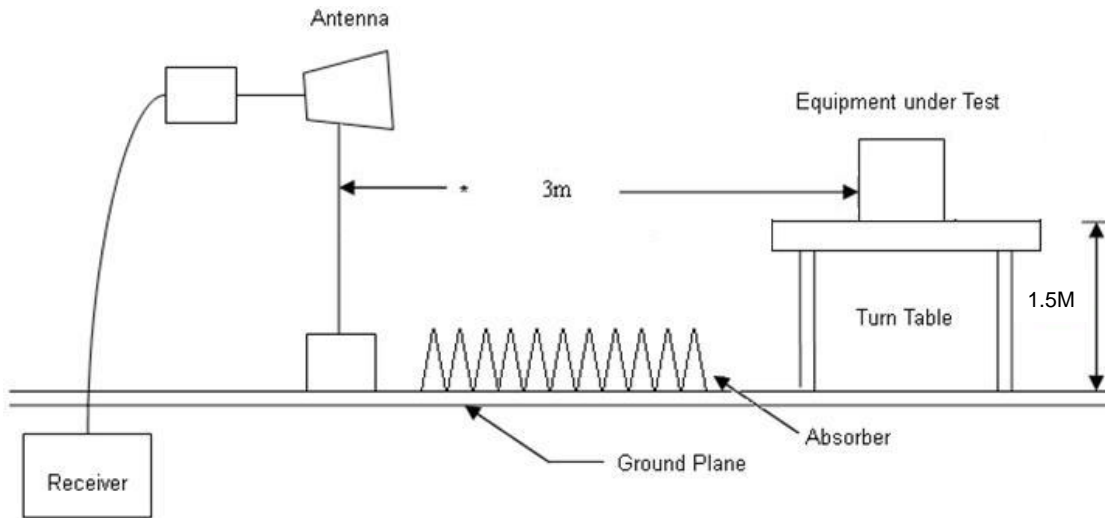 Antenna
Equipment under Test
* 3m
1.5M
Turn Table
Absorber
Ground Plane
Receiver